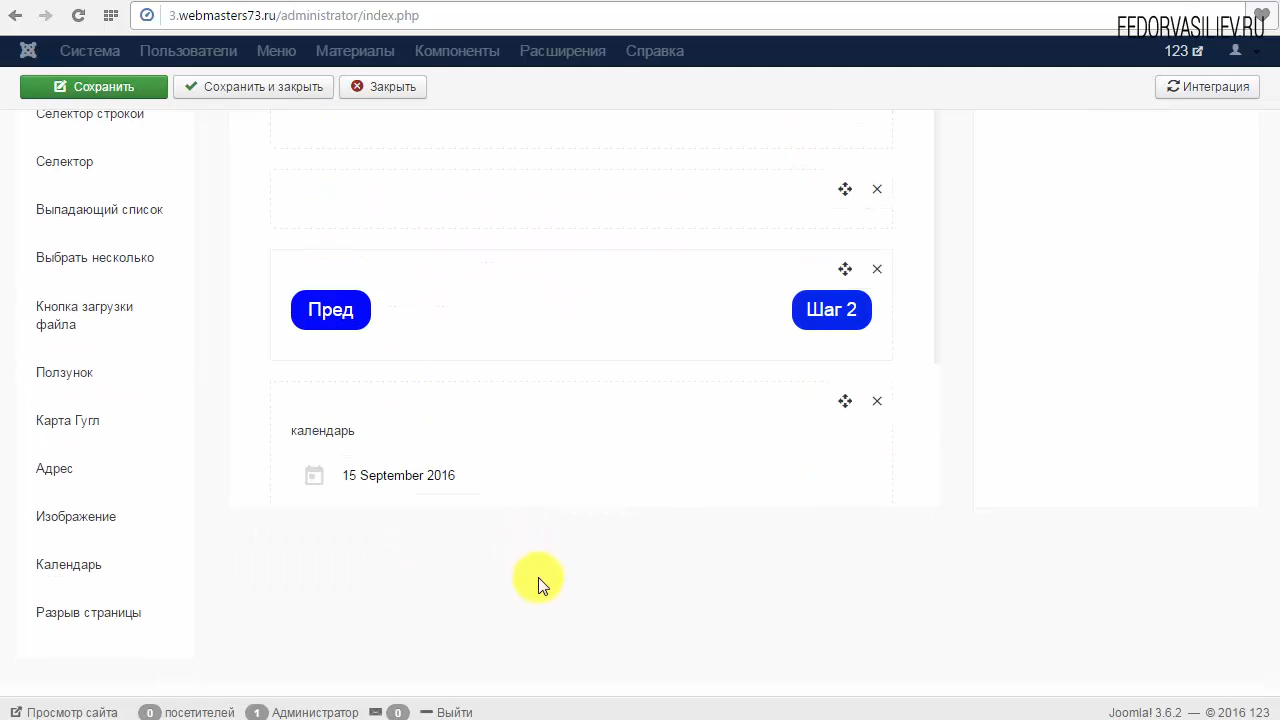 3.webmasters73.ru/administrator/index.php
FEDORVASILIEV.RU
Система Пользователи Меню Материалы Компоненты Расширения Справка 123
Сохранить Сохранить и закрыть Закрыть Интеграция
Селектор строкой
Селектор
Выпадающий список
Выбрать несколько
Кнопка загрузки
файла
Ползунок
Карта Гугл
Адрес
Изображение
Календарь
Разрыв страницы
Пред Шаг 2
календарь
15 September 2016
Просмотр сайта 0 посетителей 1 Администратор 0 Выйти Joomla! 3.6.2 — © 2016 123